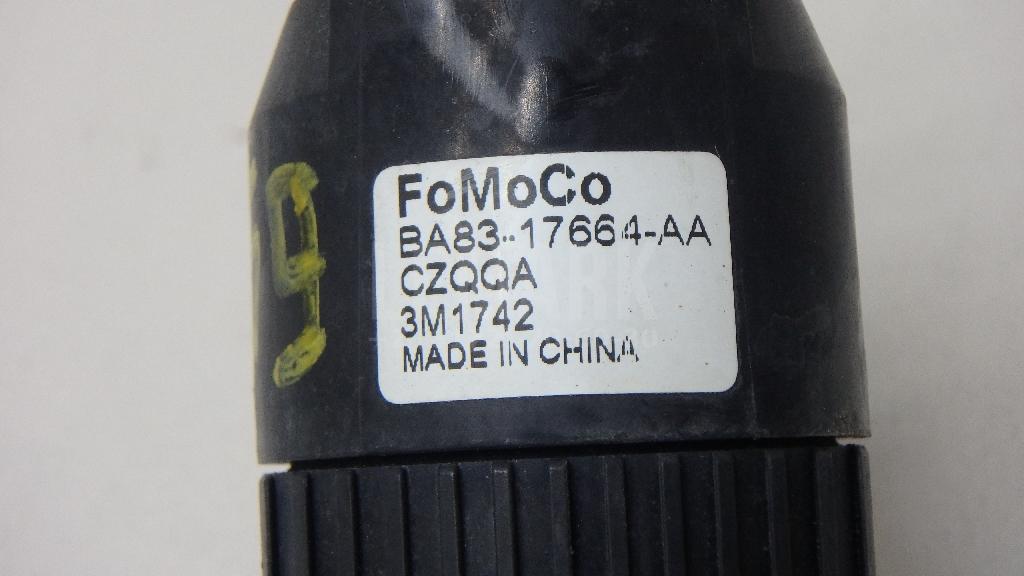 FoMoCo
BA83-17664-AA
CZQQA
3M1742
MADE IN CHINA